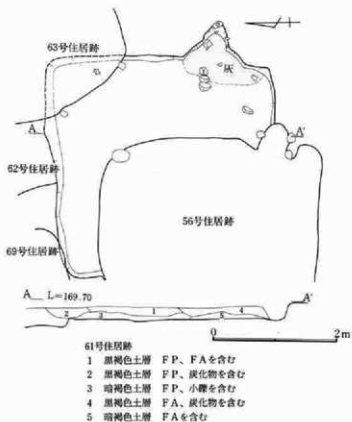 63号住居跡
灰
A A'
62号住居跡
56号住居跡
69号住居跡
A L=169.70 A'
2 3 1 5 4
0 2m
61号住居跡
1 黒褐色土層 FP、FAを含む
2 黒褐色土層 FP、炭化物を含む
3 暗褐色土層 FP、小礫を含む
4 黒褐色土層 FA、炭化物を含む
5 暗褐色土層 FAを含む